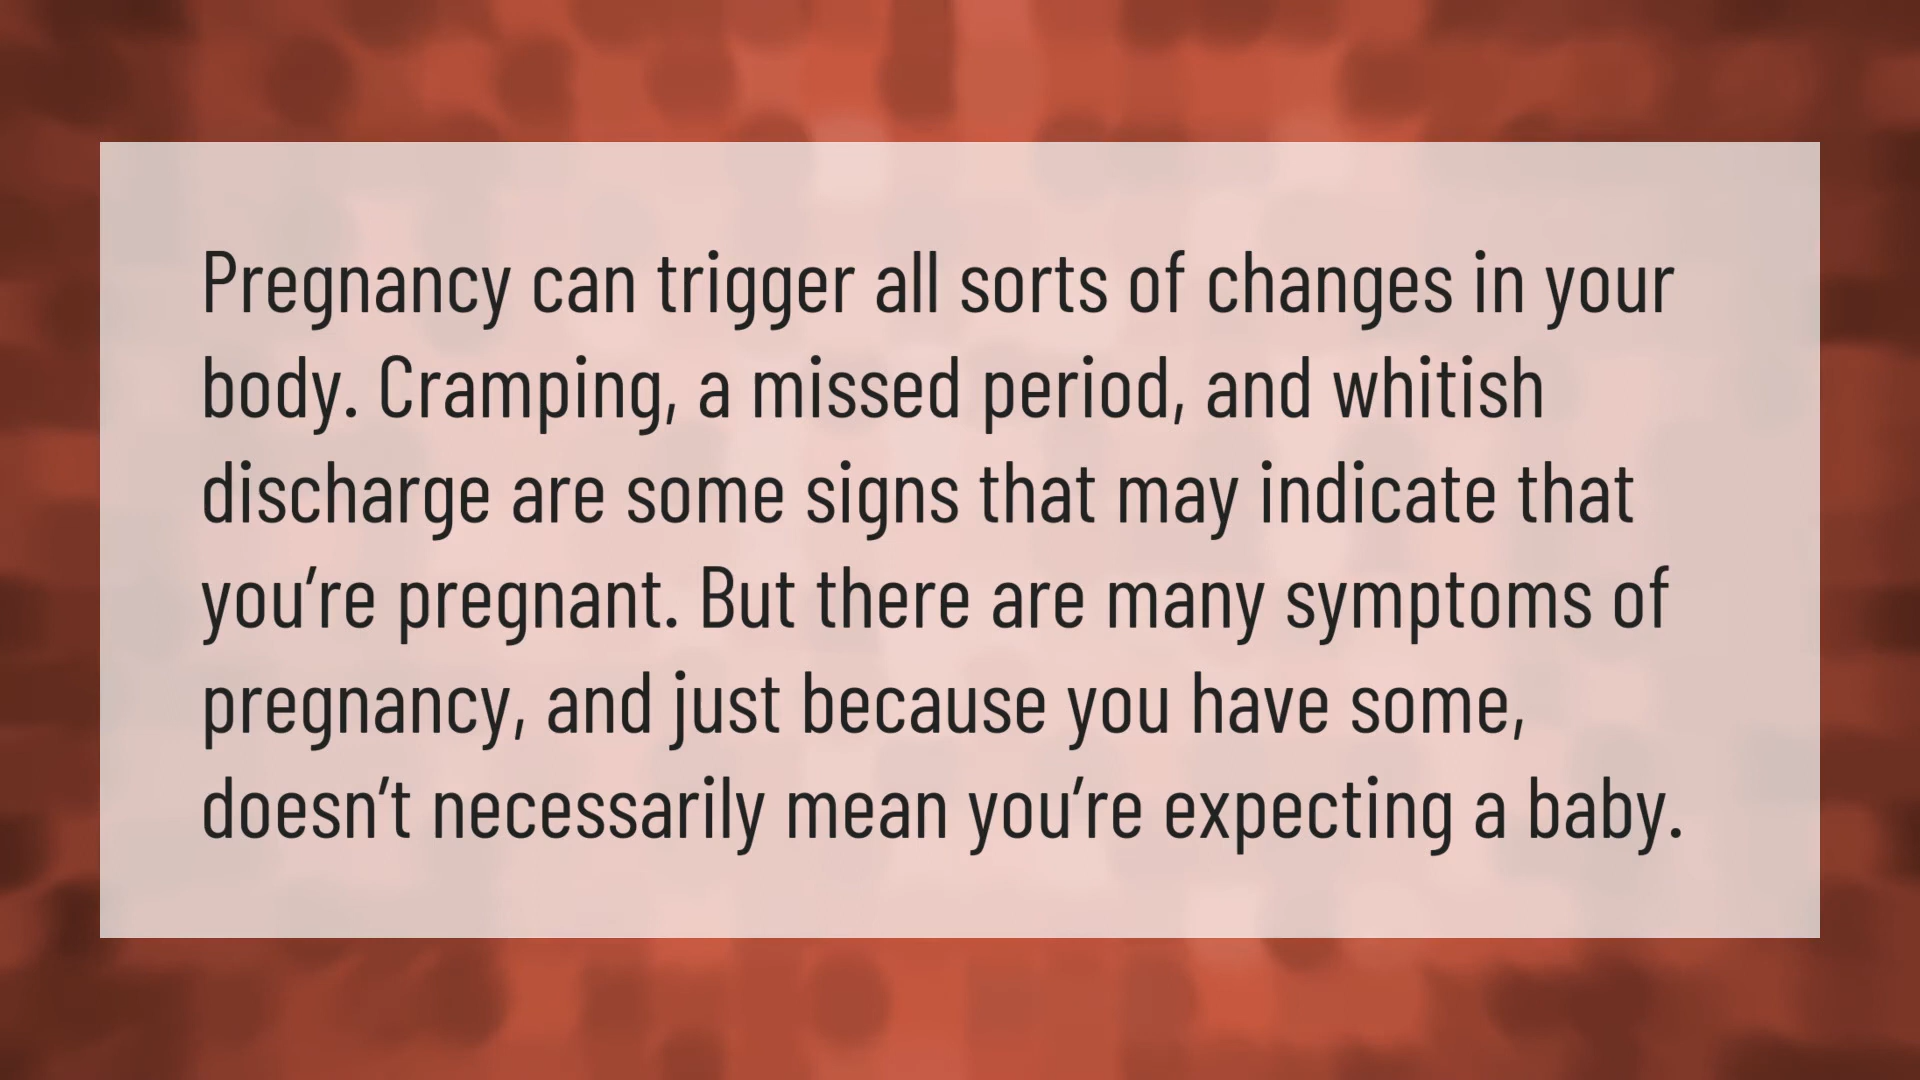 Pregnancy can trigger all sorts of changes in your
body. Cramping, a missed period, and whitish
discharge are some signs that may indicate that
you’re pregnant. But there are many symptoms of
pregnancy, and just because you have some,
doesn’t necessarily mean you’re expecting a baby.